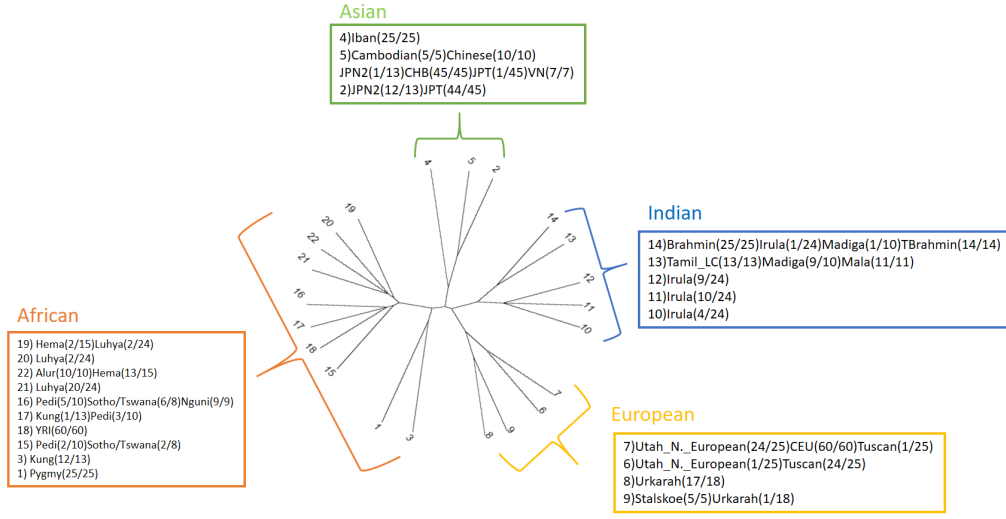 Asian
4)Iban(25/25)
5)Cambodian(5/5)Chinese(10/10)
JPN2(1/13)CHB(45/45)JPT(1/45)VN(7/7)
2)JPN2(12/13)JPT(44/45)
4
5
2
19
20
22
21
16
17
18
15
1
3
14
13
12
11
10
7
6
9
8
Indian
14)Brahmin(25/25)Irula(1/24)Madiga(1/10)TBrahmin(14/14)
13)Tamil_LC(13/13)Madiga(9/10)Mala(11/11)
12)Irula(9/24)
11)Irula(10/24)
10)Irula(4/24)
African
19) Hema(2/15)Luhya(2/24)
20) Luhya(2/24)
22) Alur(10/10)Hema(13/15)
21) Luhya(20/24)
16) Pedi(5/10)Sotho/Tswana(6/8)Nguni(9/9)
17) Kung(1/13)Pedi(3/10)
18) YRI(60/60)
15) Pedi(2/10)Sotho/Tswana(2/8)
3) Kung(12/13)
1) Pygmy(25/25)
European
7)Utah_N._European(24/25)CEU(60/60)Tuscan(1/25)
6)Utah_N._European(1/25)Tuscan(24/25)
8)Urkarah(17/18)
9)Stalskoe(5/5)Urkarah(1/18)